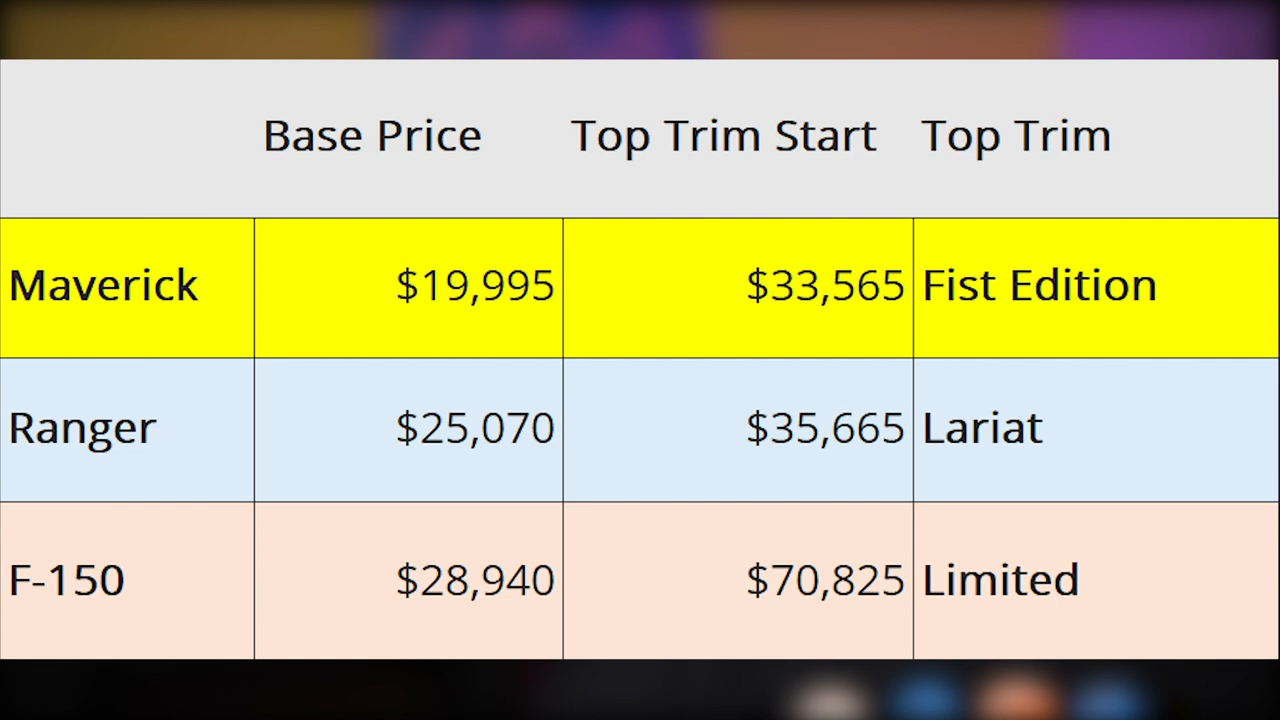 Base Price Top Trim Start Top Trim
Maverick $19,995 $33,565 Fist Edition
Ranger $25,070 $35,665 Lariat
F-150 $28,940 $70,825 Limited